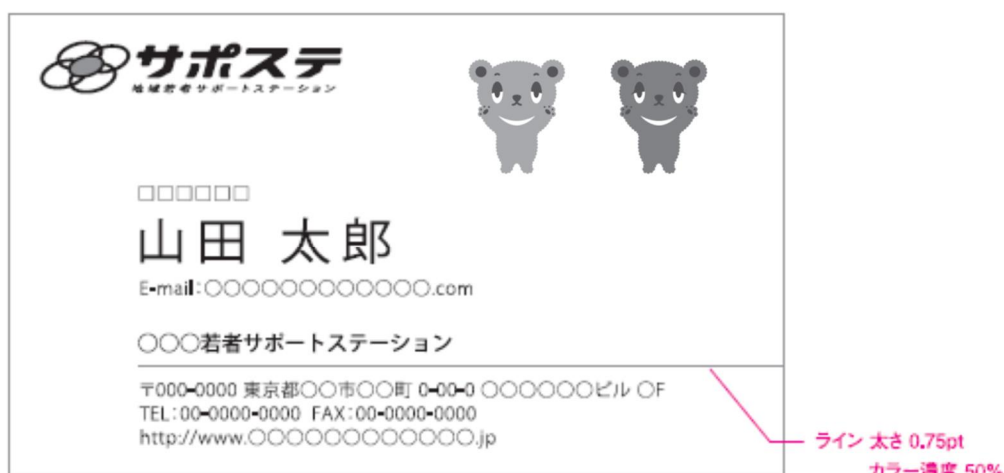 サポステ
地域若者サポートステーション
□□□□□□
山田 太郎
E-mail:○○○○○○○○○○○○.com
○○○若者サポートステーション
〒000-0000 東京都○○市○○町 0-00-0 ○○○○○○ビル ○F
TEL:00-0000-0000 FAX:00-0000-0000
http://www.○○○○○○○○○○○○○.jp
ライン 太さ 0.75pt
カラー濃度 50%